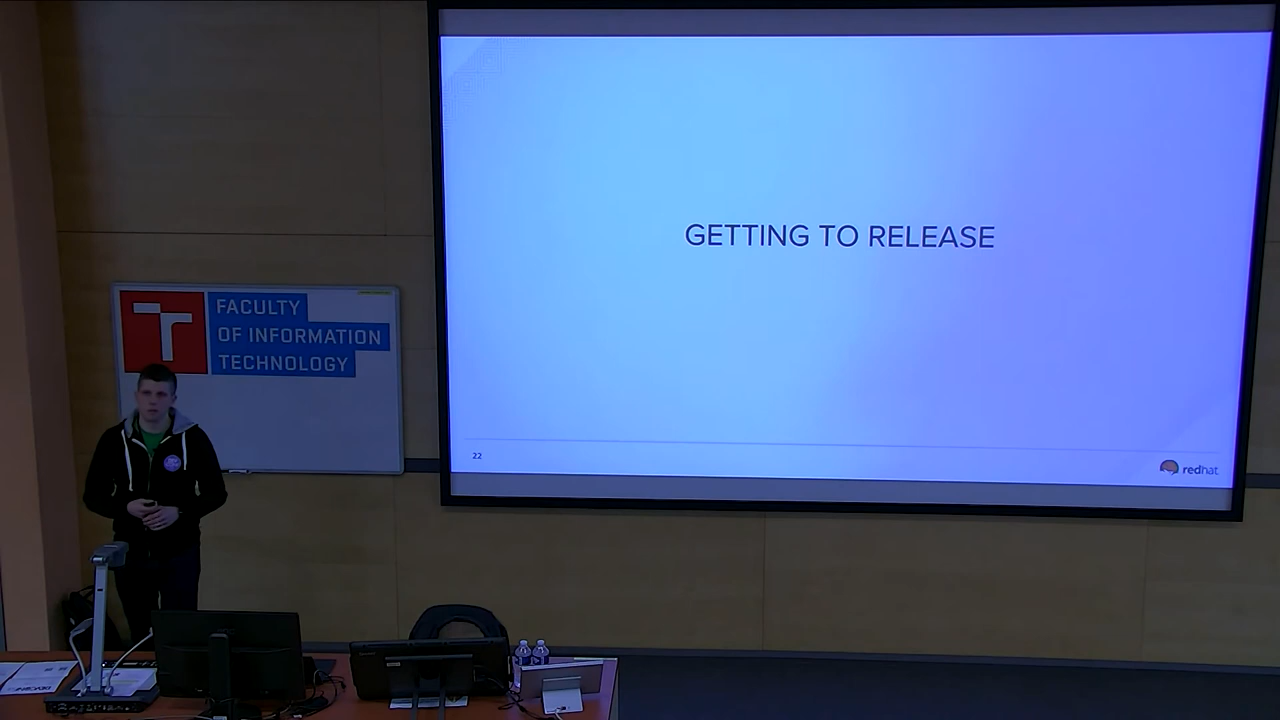 GETTING TO RELEASE
22
redhat
FACULTY
OF INFORMATION
TECHNOLOGY